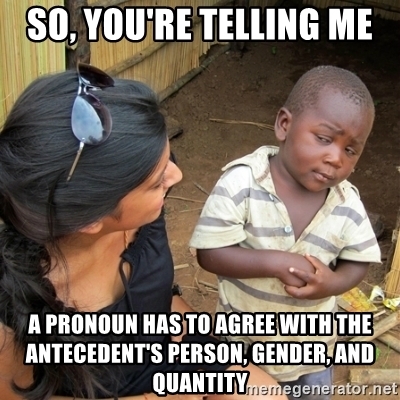 SO, YOU'RE TELLING ME
A PRONOUN HAS TO AGREE WITH THE
ANTECEDENT'S PERSON, GENDER, AND
QUANTITY
memegenerator.net